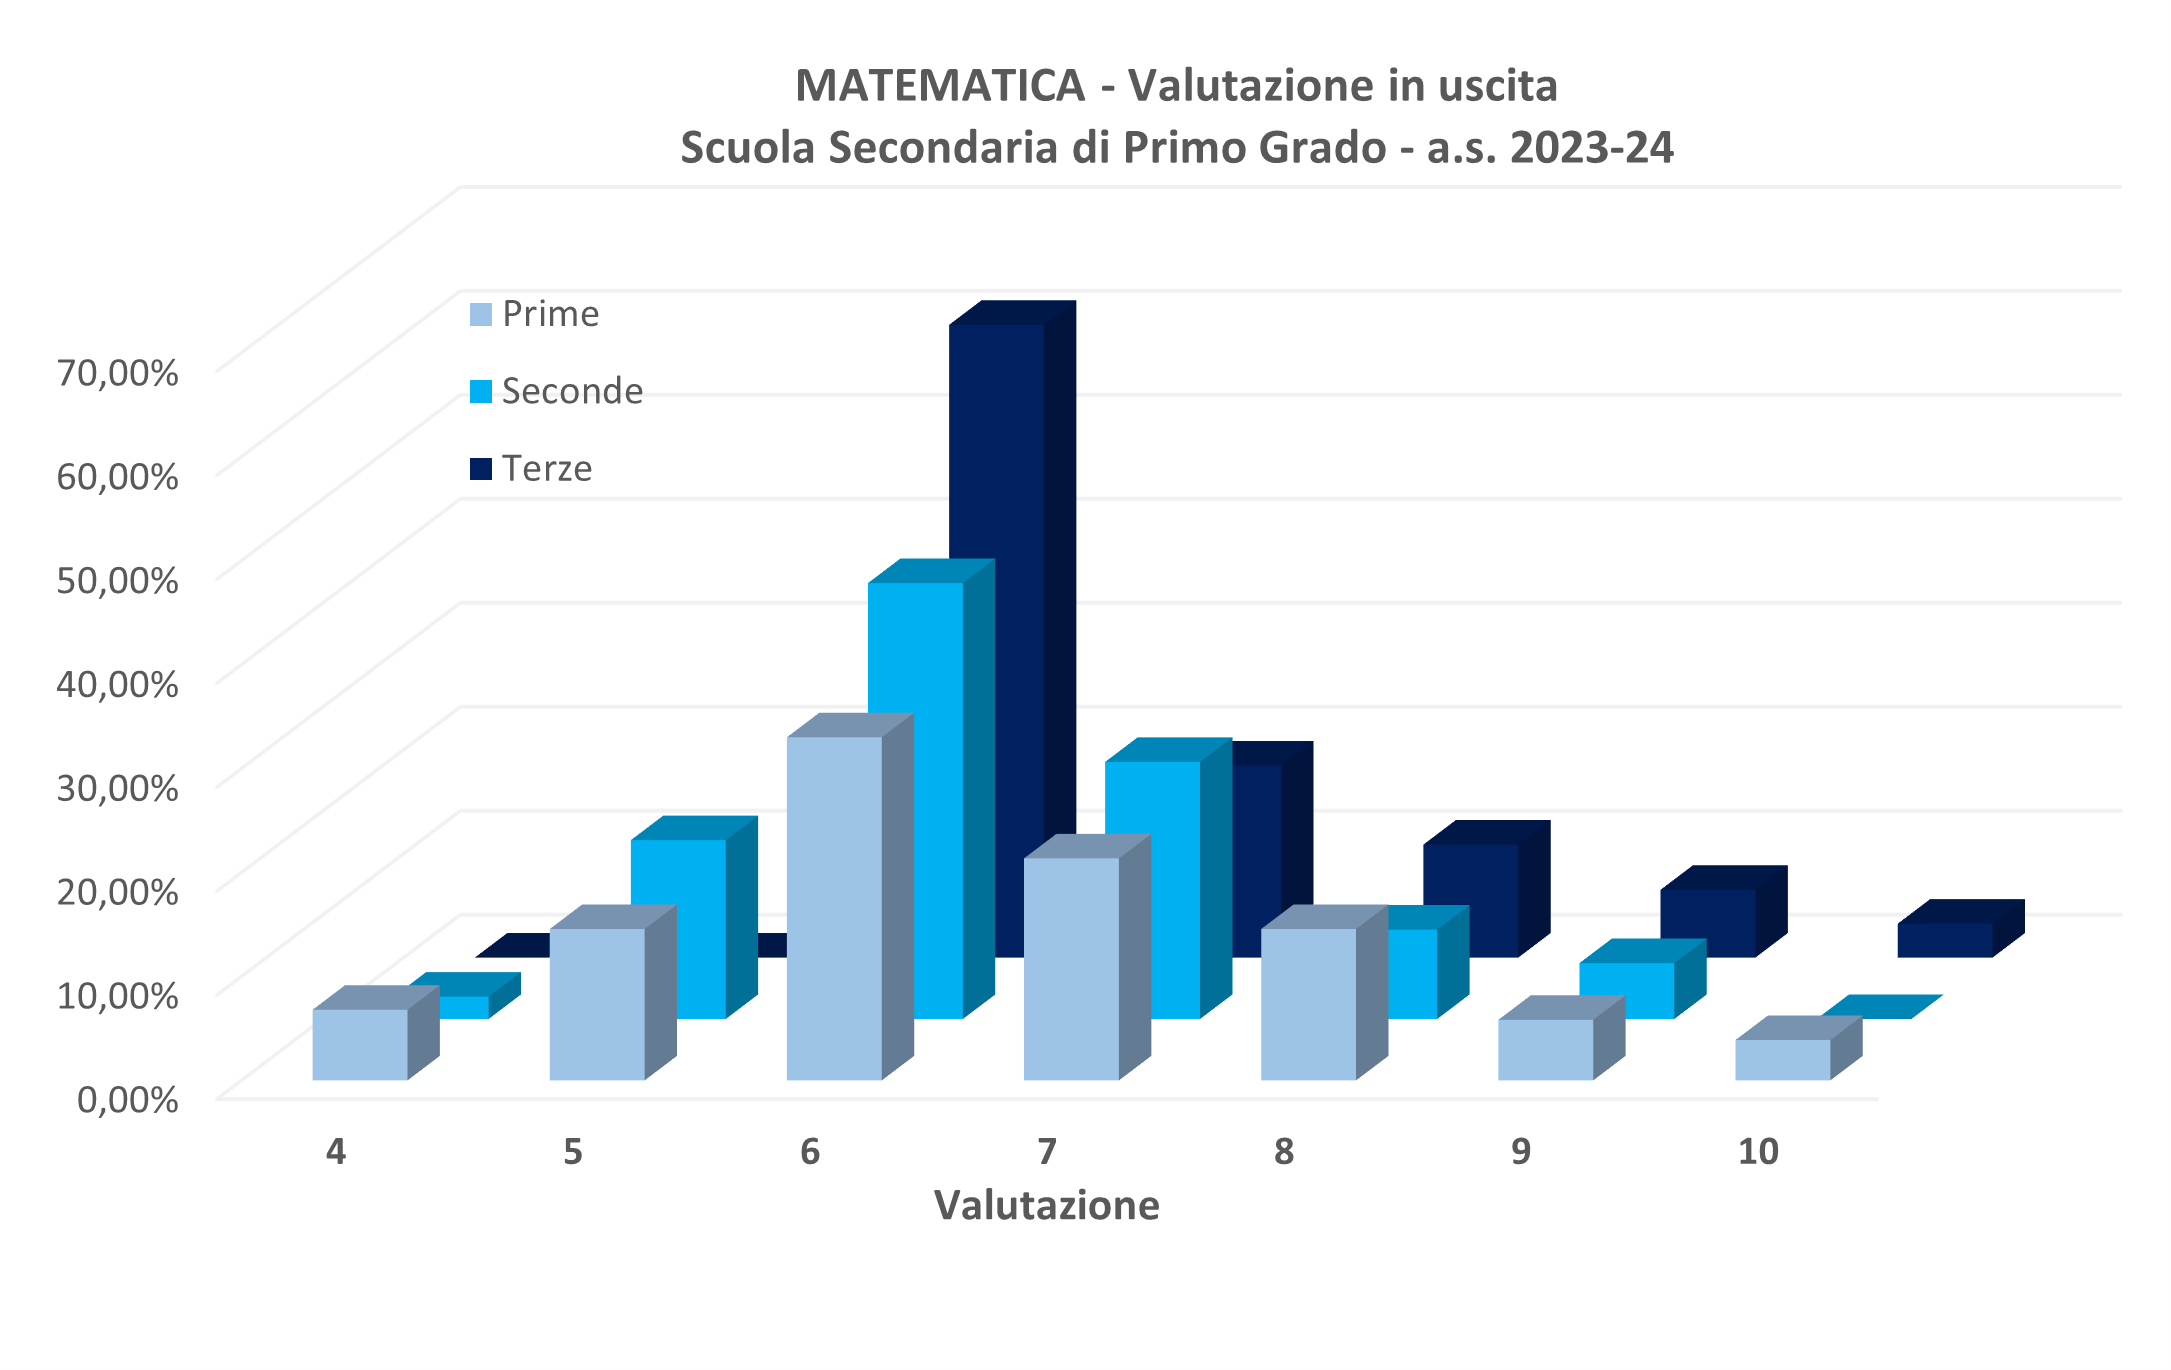 MATEMATICA - Valutazione in uscita
Scuola Secondaria di Primo Grado - a.s. 2023-24
Prime
Seconde
Terze
70,00%
60,00%
50,00%
40,00%
30,00%
20,00%
10,00%
0,00%
4 5 6 7 8 9 10
Valutazione